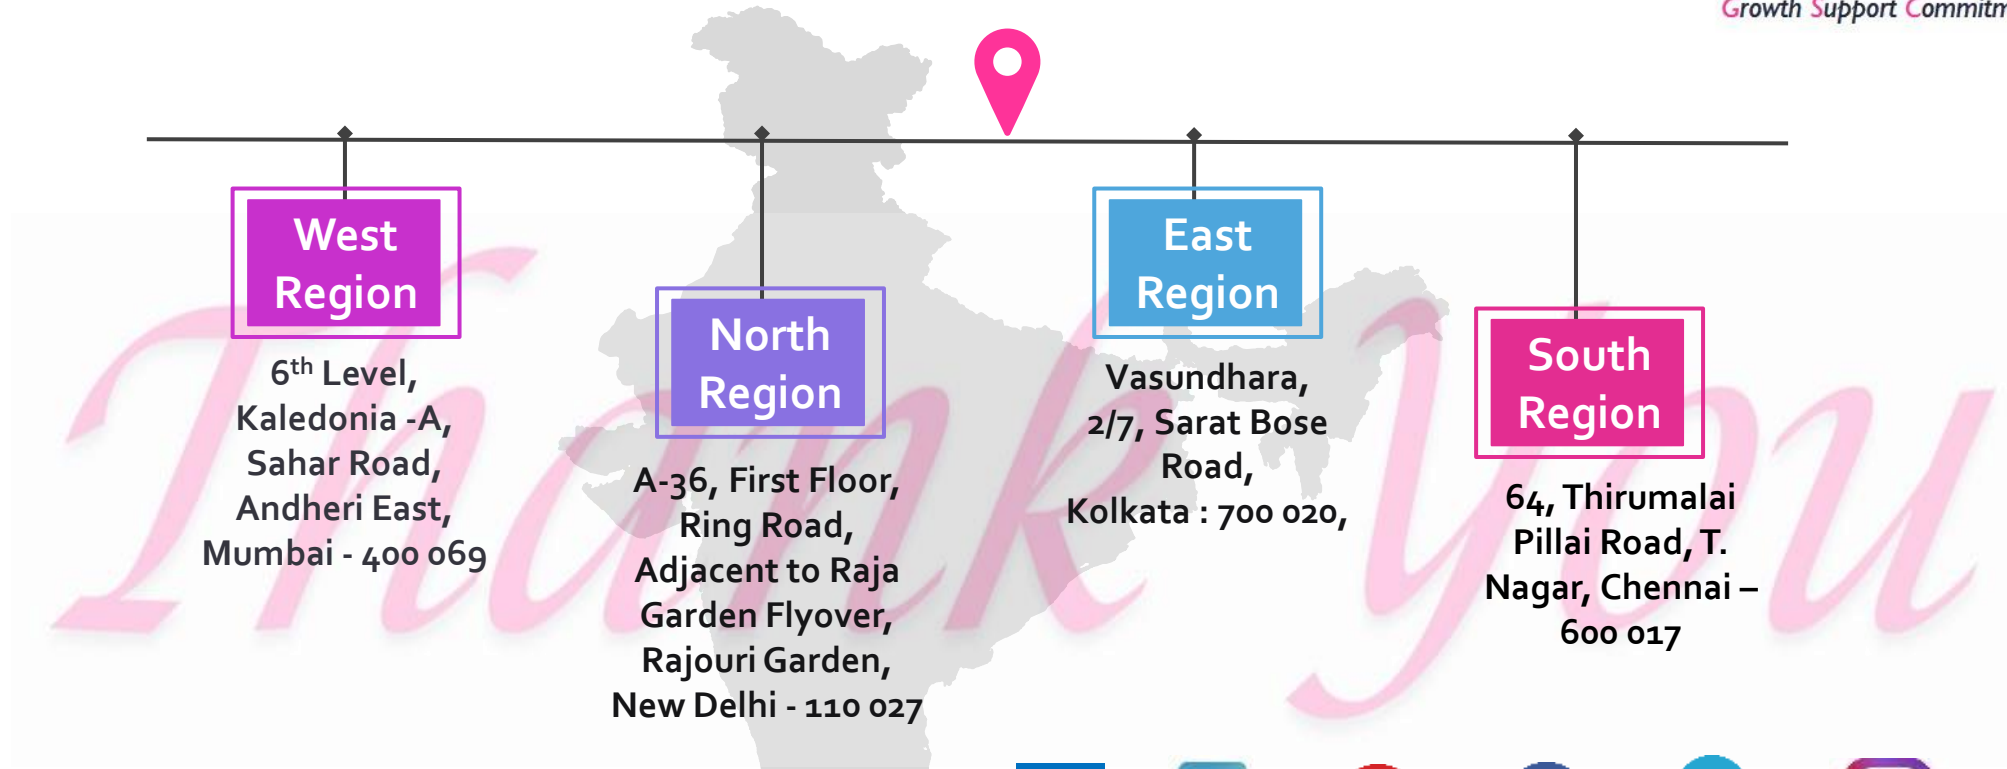 Growth Support Commitm
West
Region
6th Level,
Kaledonia -A,
Sahar Road,
Andheri East,
Mumbai - 400 069
North
Region
A-36, First Floor,
Ring Road,
Adjacent to Raja
Garden Flyover,
Rajouri Garden,
New Delhi - 110 027
East
Region
Vasundhara,
2/7, Sarat Bose
Road,
Kolkata : 700 020,
South
Region
64, Thirumalai
Pillai Road, T.
Nagar, Chennai –
600 017
Thank You